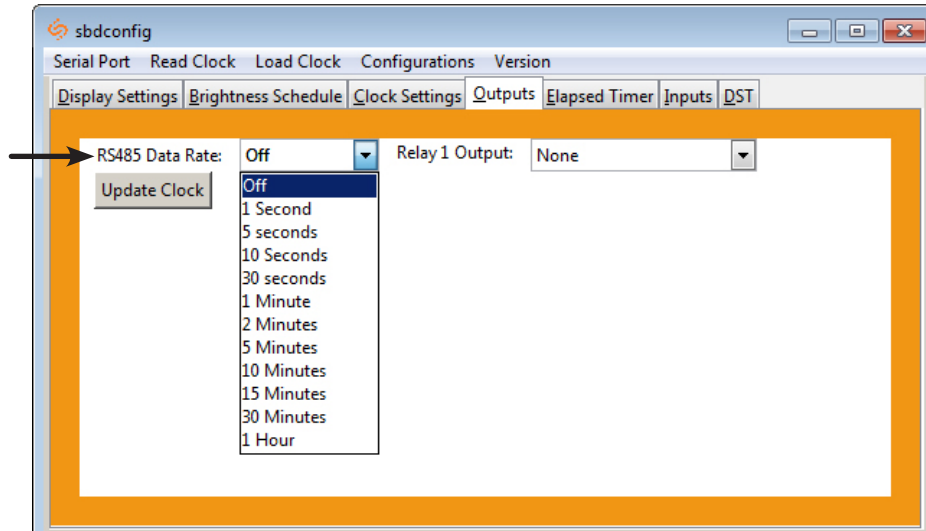 sbdconfig
Serial Port Read Clock Load Clock Configurations Version
Display Settings Brightness Schedule Clock Settings Outputs Elapsed Timer Inputs DST
RS485 Data Rate: Off Relay 1 Output: None
Update Clock
Off
1 Second
5 seconds
10 Seconds
30 seconds
1 Minute
2 Minutes
5 Minutes
10 Minutes
15 Minutes
30 Minutes
1 Hour